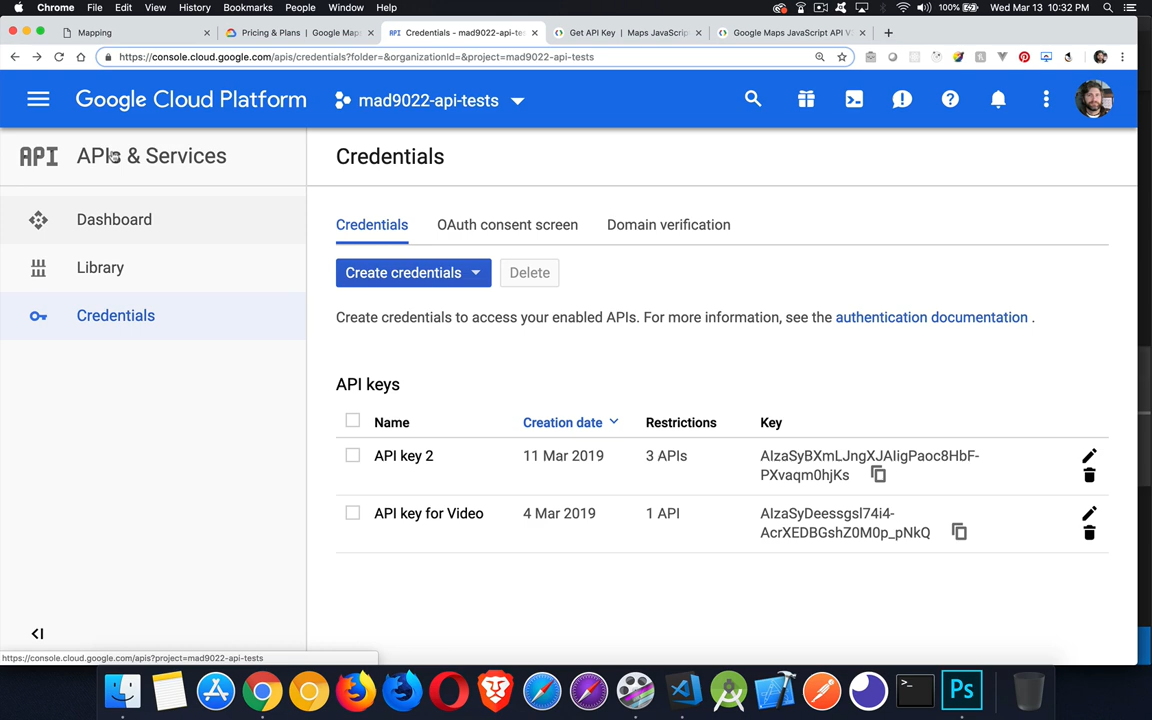 Chrome File Edit View History Bookmarks People Window Help 100% Wed Mar 13 10:32 PM
Mapping
Pricing & Plans | Google Map
API Credentials - mad9022-api-te
Get API Key | Maps JavaScrip
Google Maps JavaScript API V
https://console.cloud.google.com/apis/credentials?folder=&organizationId=&project=mad9022-api-tests
Google Cloud Platform
mad9022-api-tests
API APIs & Services
Credentials
Dashboard
Library
Credentials
Credentials OAuth consent screen Domain verification
Create credentials Delete
Create credentials to access your enabled APIs. For more information, see the authentication documentation .
API keys
Name Creation date Restrictions Key
API key 2 11 Mar 2019 3 APIs AIzaSyBXmLJngXJAIigPaoc8HbF-
PXvaqm0hjKs
API key for Video 4 Mar 2019 1 API AIzaSyDeessgsl74i4-
AcrXEDBGshZ0M0p_pNkQ
https://console.cloud.google.com/apis?project=mad9022-api-tests
Ps